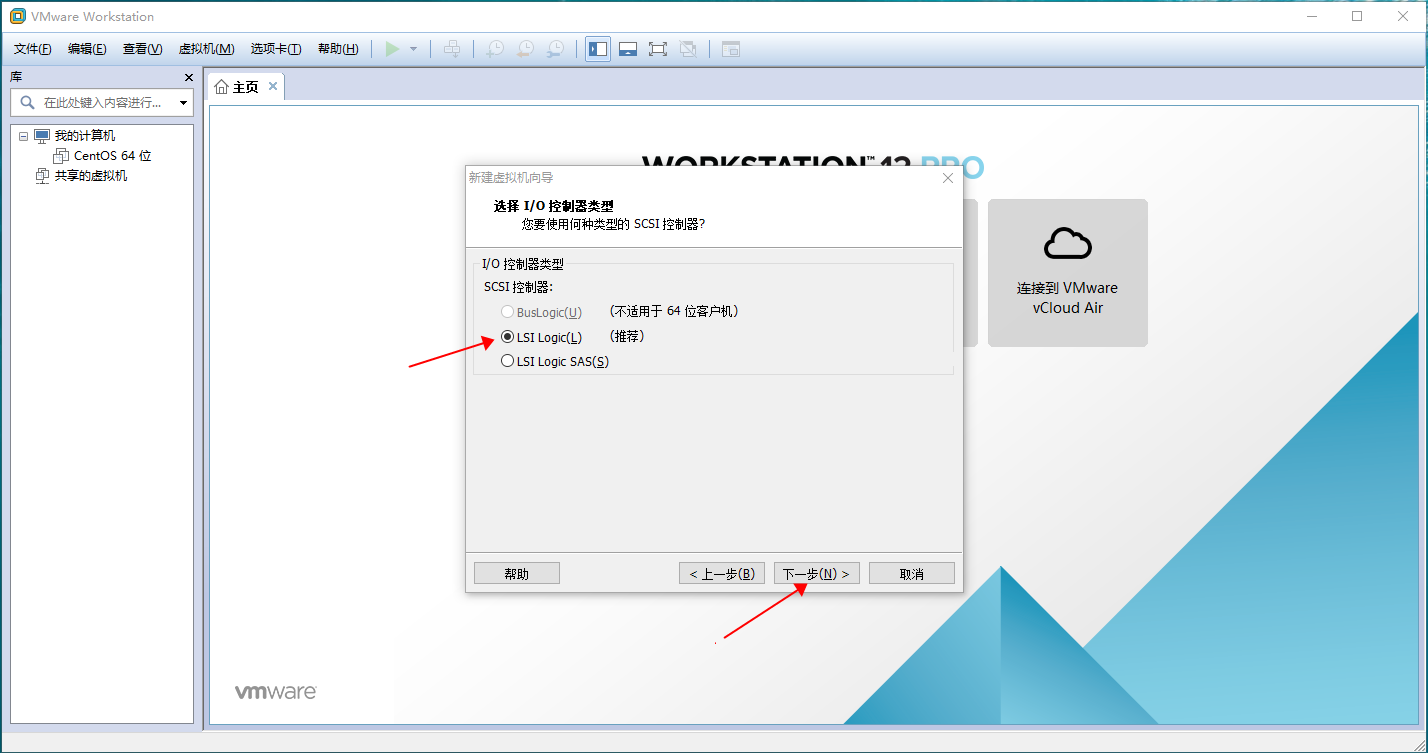 VMware Workstation
文件(F) 编辑(E) 查看(V) 虚拟机(M) 选项卡(T) 帮助(H)
库
在此处键入内容进行...
我的计算机
CentOS 64 位
共享的虚拟机
主页
WORKSTATION™ 12 PRO
新建虚拟机向导
选择 I/O 控制器类型
您要使用何种类型的 SCSI 控制器?
I/O 控制器类型
SCSI 控制器:
BusLogic(U) (不适用于 64 位客户机)
LSI Logic(L) (推荐)
LSI Logic SAS(S)
帮助
< 上一步(B)
下一步(N) >
取消
连接到 VMware
vCloud Air
vmware